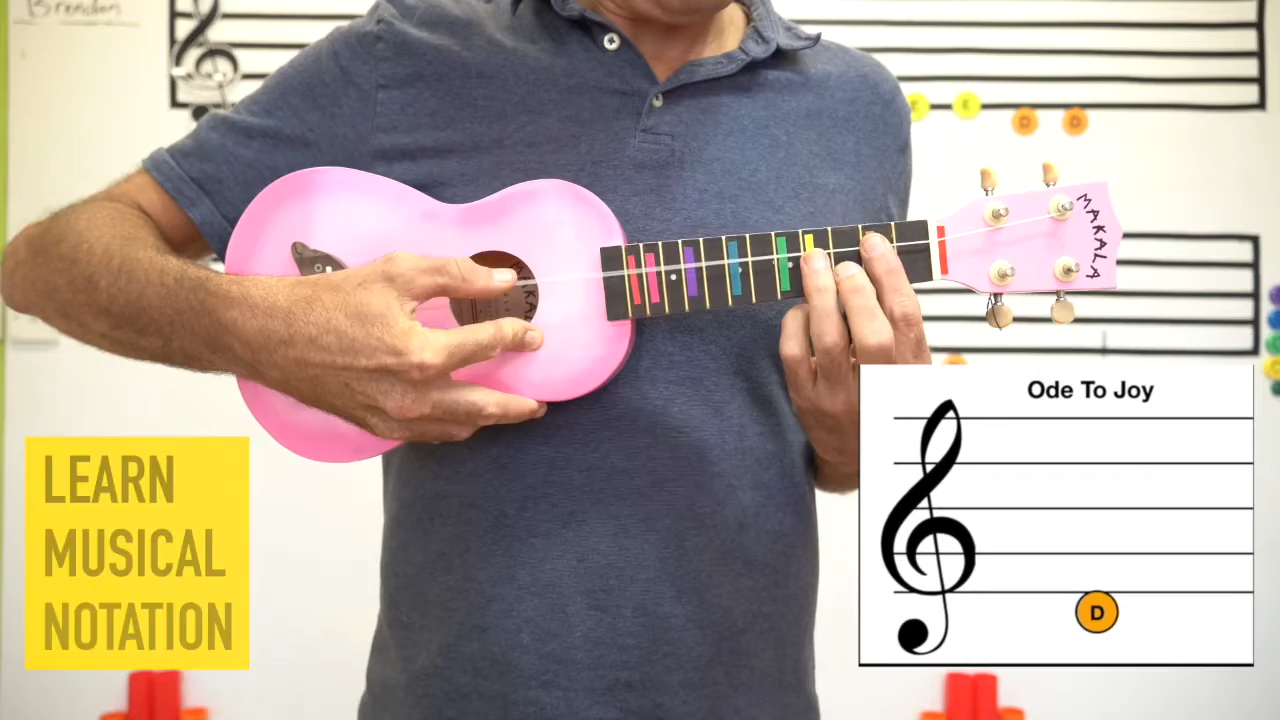 Brendan
E
D
D
MAKALA
Ode To Joy
D
LEARN
MUSICAL
NOTATION